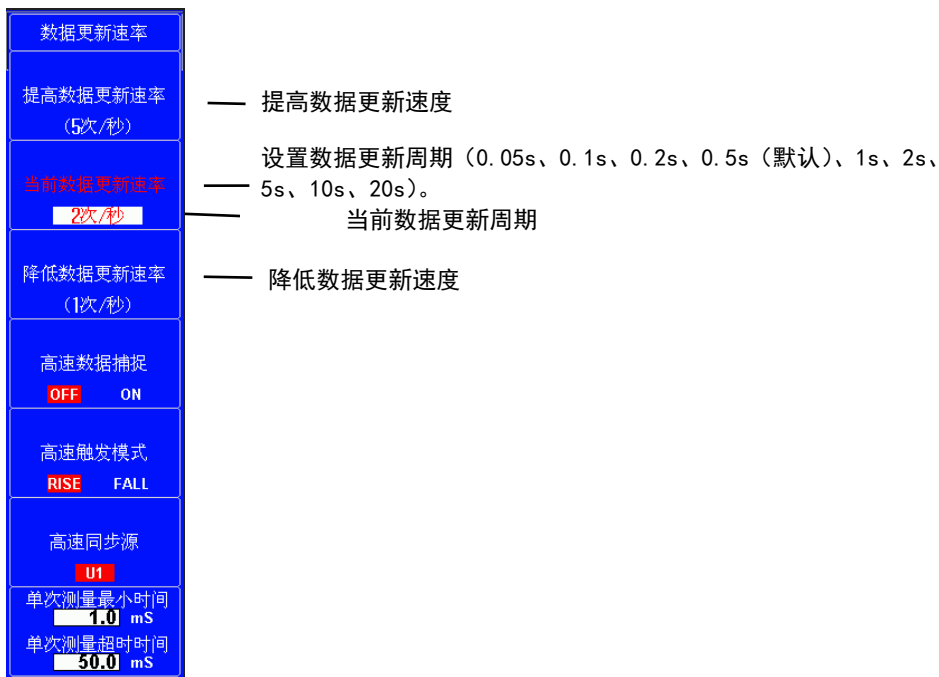 数据更新速率
提高数据更新速率
(5次/秒)
提高数据更新速度
当前数据更新速率
2次/秒
设置数据更新周期（0.05s、0.1s、0.2s、0.5s（默认）、1s、2s、
5s、10s、20s）。
当前数据更新周期
降低数据更新速率
(1次/秒)
降低数据更新速度
高速数据捕捉
OFF ON
高速触发模式
RISE FALL
高速同步源
U1
单次测量最小时间
1.0 mS
单次测量超时时间
50.0 mS